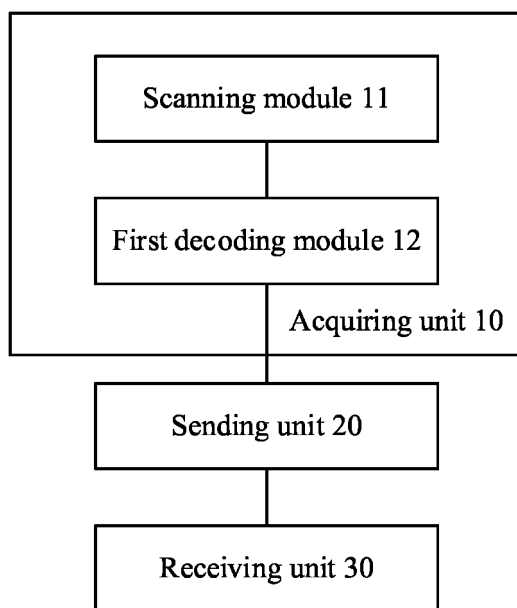 Scanning module 11
First decoding module 12
Acquiring unit 10
Sending unit 20
Receiving unit 30